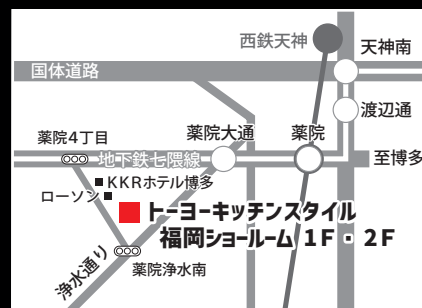 西鉄天神
天神南
国体道路
渡辺通
薬院4丁目
薬院大通
薬院
地下鉄七隈線
至博多
KKRホテル博多
ローソン
トーヨーキッチンスタイル
福岡ショールーム 1F・2F
浄水通り
薬院浄水南